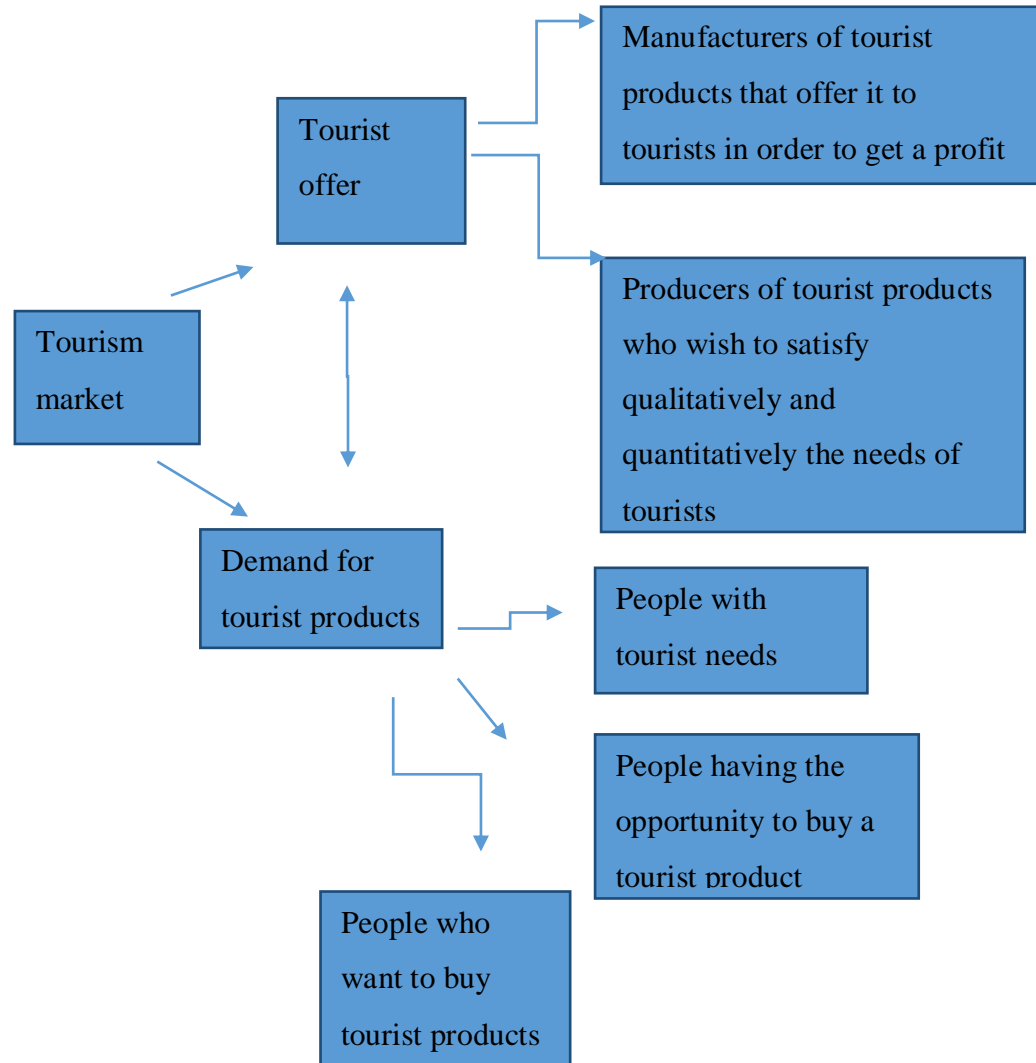 Manufacturers of tourist
products that offer it to
tourists in order to get a profit
Tourist
offer
Producers of tourist products
who wish to satisfy
qualitatively and
quantitatively the needs of
tourists
Tourism
market
Demand for
tourist products
People with
tourist needs
People having the
opportunity to buy a
tourist product
People who
want to buy
tourist products